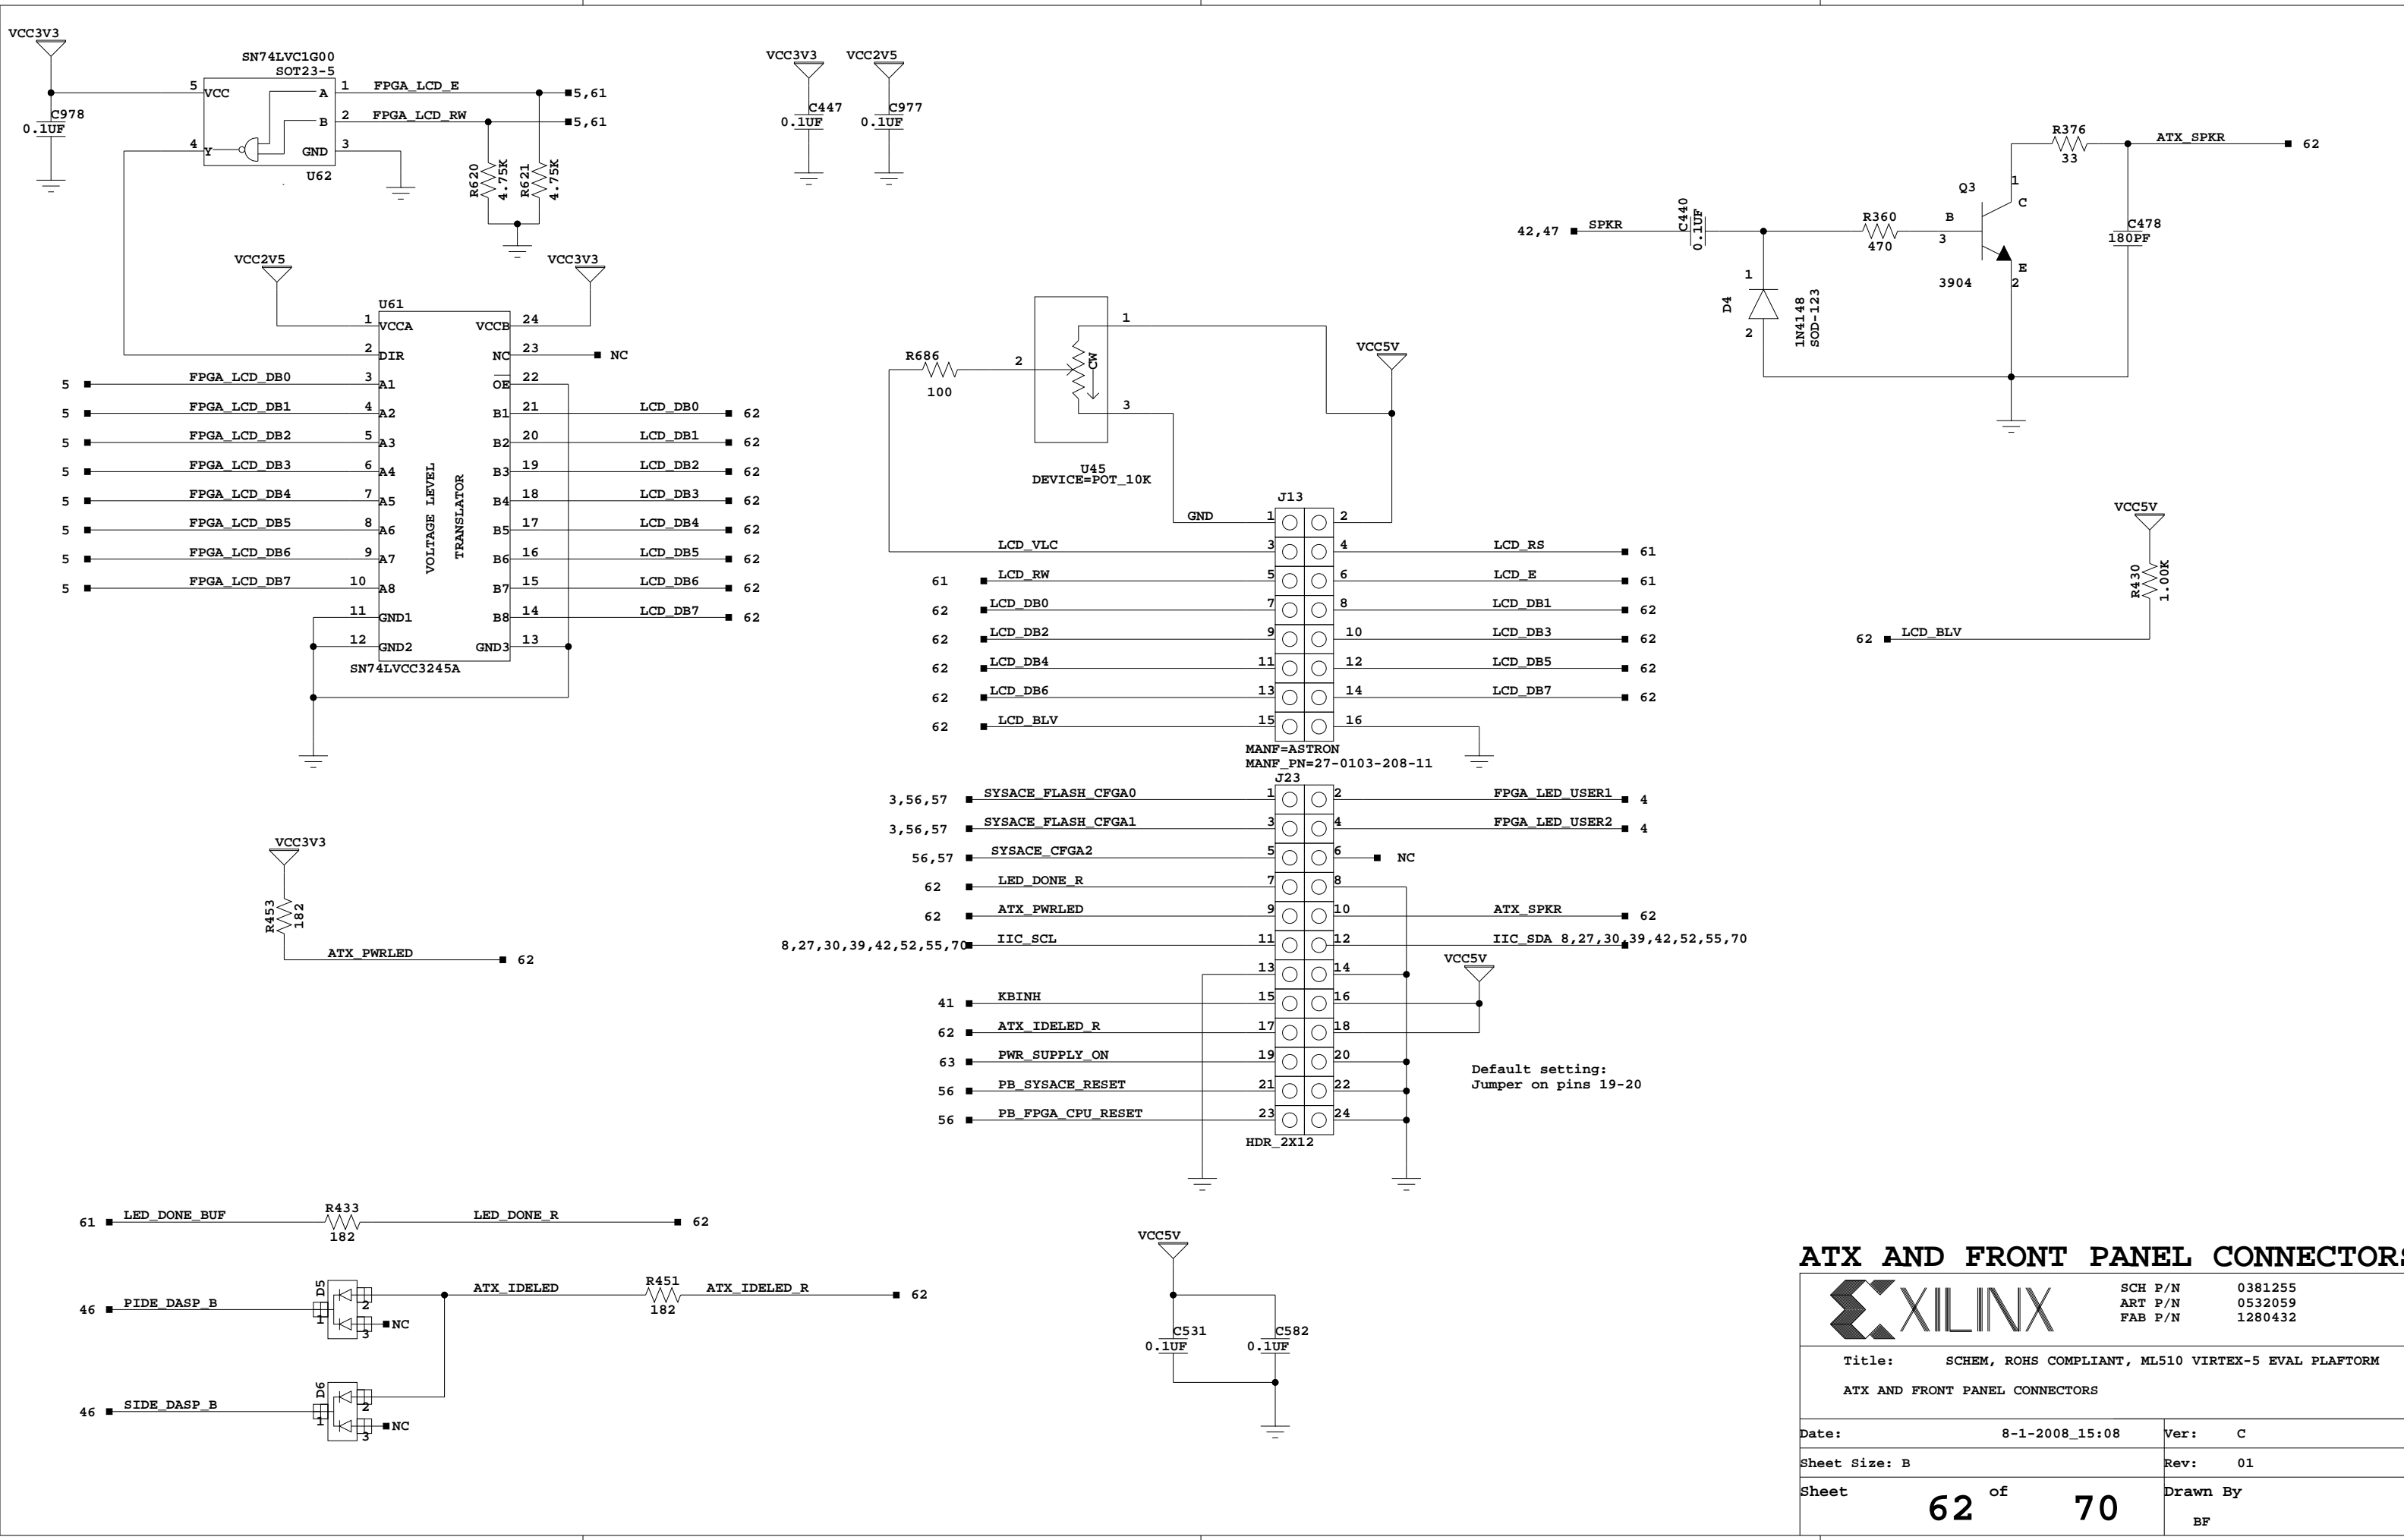 VCC3V3
SN74LVC1G00
SOT23-5
5 VCC A 1 FPGA_LCD_E 5,61
C978
0.1UF
B 2 FPGA_LCD_RW 5,61
4 Y GND 3
U62
R620 4.75K
R621 4.75K
VCC3V3 VCC2V5
C447 C977
0.1UF 0.1UF
R376
33
ATX_SPKR 62
1
Q3
C
42,47 SPKR
C440
0.1UF
R360
470
B
3
3904
E
2
C478
180PF
1
D4
2
1N4148
SOD-123
VCC2V5 VCC3V3
U61
1 VCCA VCCB 24
2 DIR NC 23 NC
5 FPGA_LCD_DB0 3 A1 OE 22
5 FPGA_LCD_DB1 4 A2 B1 21 LCD_DB0 62
5 FPGA_LCD_DB2 5 A3 B2 20 LCD_DB1 62
5 FPGA_LCD_DB3 6 A4 B3 19 LCD_DB2 62
5 FPGA_LCD_DB4 7 A5 B4 18 LCD_DB3 62
5 FPGA_LCD_DB5 8 A6 B5 17 LCD_DB4 62
5 FPGA_LCD_DB6 9 A7 B6 16 LCD_DB5 62
5 FPGA_LCD_DB7 10 A8 B7 15 LCD_DB6 62
11 GND1 B8 14 LCD_DB7 62
12 GND2 GND3 13
VOLTAGE LEVEL
TRANSLATOR
SN74LVCC3245A
R686
100
2
1
CW
3
U45
DEVICE=POT_10K
VCC5V
J13
GND 1 2
LCD_VLC 3 4 LCD_RS 61
61 LCD_RW 5 6 LCD_E 61
62 LCD_DB0 7 8 LCD_DB1 62
62 LCD_DB2 9 10 LCD_DB3 62
62 LCD_DB4 11 12 LCD_DB5 62
62 LCD_DB6 13 14 LCD_DB7 62
62 LCD_BLV 15 16
MANF=ASTRON
MANF_PN=27-0103-208-11
VCC5V
R430
1.00K
62 LCD_BLV
J23
3,56,57 SYSACE_FLASH_CFGA0 1 2 FPGA_LED_USER1 4
3,56,57 SYSACE_FLASH_CFGA1 3 4 FPGA_LED_USER2 4
56,57 SYSACE_CFGA2 5 6 NC
62 LED_DONE_R 7 8
62 ATX_PWRLED 9 10 ATX_SPKR 62
8,27,30,39,42,52,55,70 IIC_SCL 11 12 IIC_SDA 8,27,30,39,42,52,55,70
13 14 VCC5V
41 KBINH 15 16
62 ATX_IDELED_R 17 18
63 PWR_SUPPLY_ON 19 20
56 PB_SYSACE_RESET 21 22
56 PB_FPGA_CPU_RESET 23 24
HDR_2X12
Default setting:
Jumper on pins 19-20
VCC3V3
R453
182
ATX_PWRLED 62
61 LED_DONE_BUF R433 LED_DONE_R 62
182
46 PIDE_DASP_B 1 D5 2 ATX_IDELED R451 ATX_IDELED_R 62
182
3 NC
46 SIDE_DASP_B 1 D6 2
3 NC
VCC5V
C531 C582
0.1UF 0.1UF
ATX AND FRONT PANEL CONNECTORS
XILINX
SCH P/N 0381255
ART P/N 0532059
FAB P/N 1280432
Title: SCHEM, ROHS COMPLIANT, ML510 VIRTEX-5 EVAL PLAFTORM
ATX AND FRONT PANEL CONNECTORS
Date: 8-1-2008_15:08 Ver: C
Sheet Size: B Rev: 01
Sheet 62 of 70 Drawn By
BF